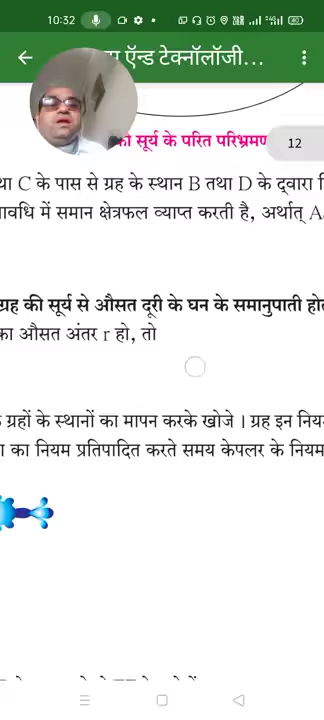 10:32
80
ऍन्ड टेक्नॉलॉजी...
सूर्य के परित परिभ्रमण
12
था C के पास से ग्रह के स्थान B तथा D के द्वारा
में समान क्षेत्रफल व्याप्त करती है, अर्थात् A
ग्रह की सूर्य से औसत दूरी के घन के समानुपाती
का औसत अंतर r हो, तो
ग्रहों के स्थानों का मापन करके खोजे । ग्रह इन
का नियम प्रतिपादित करते समय केपलर के नियम